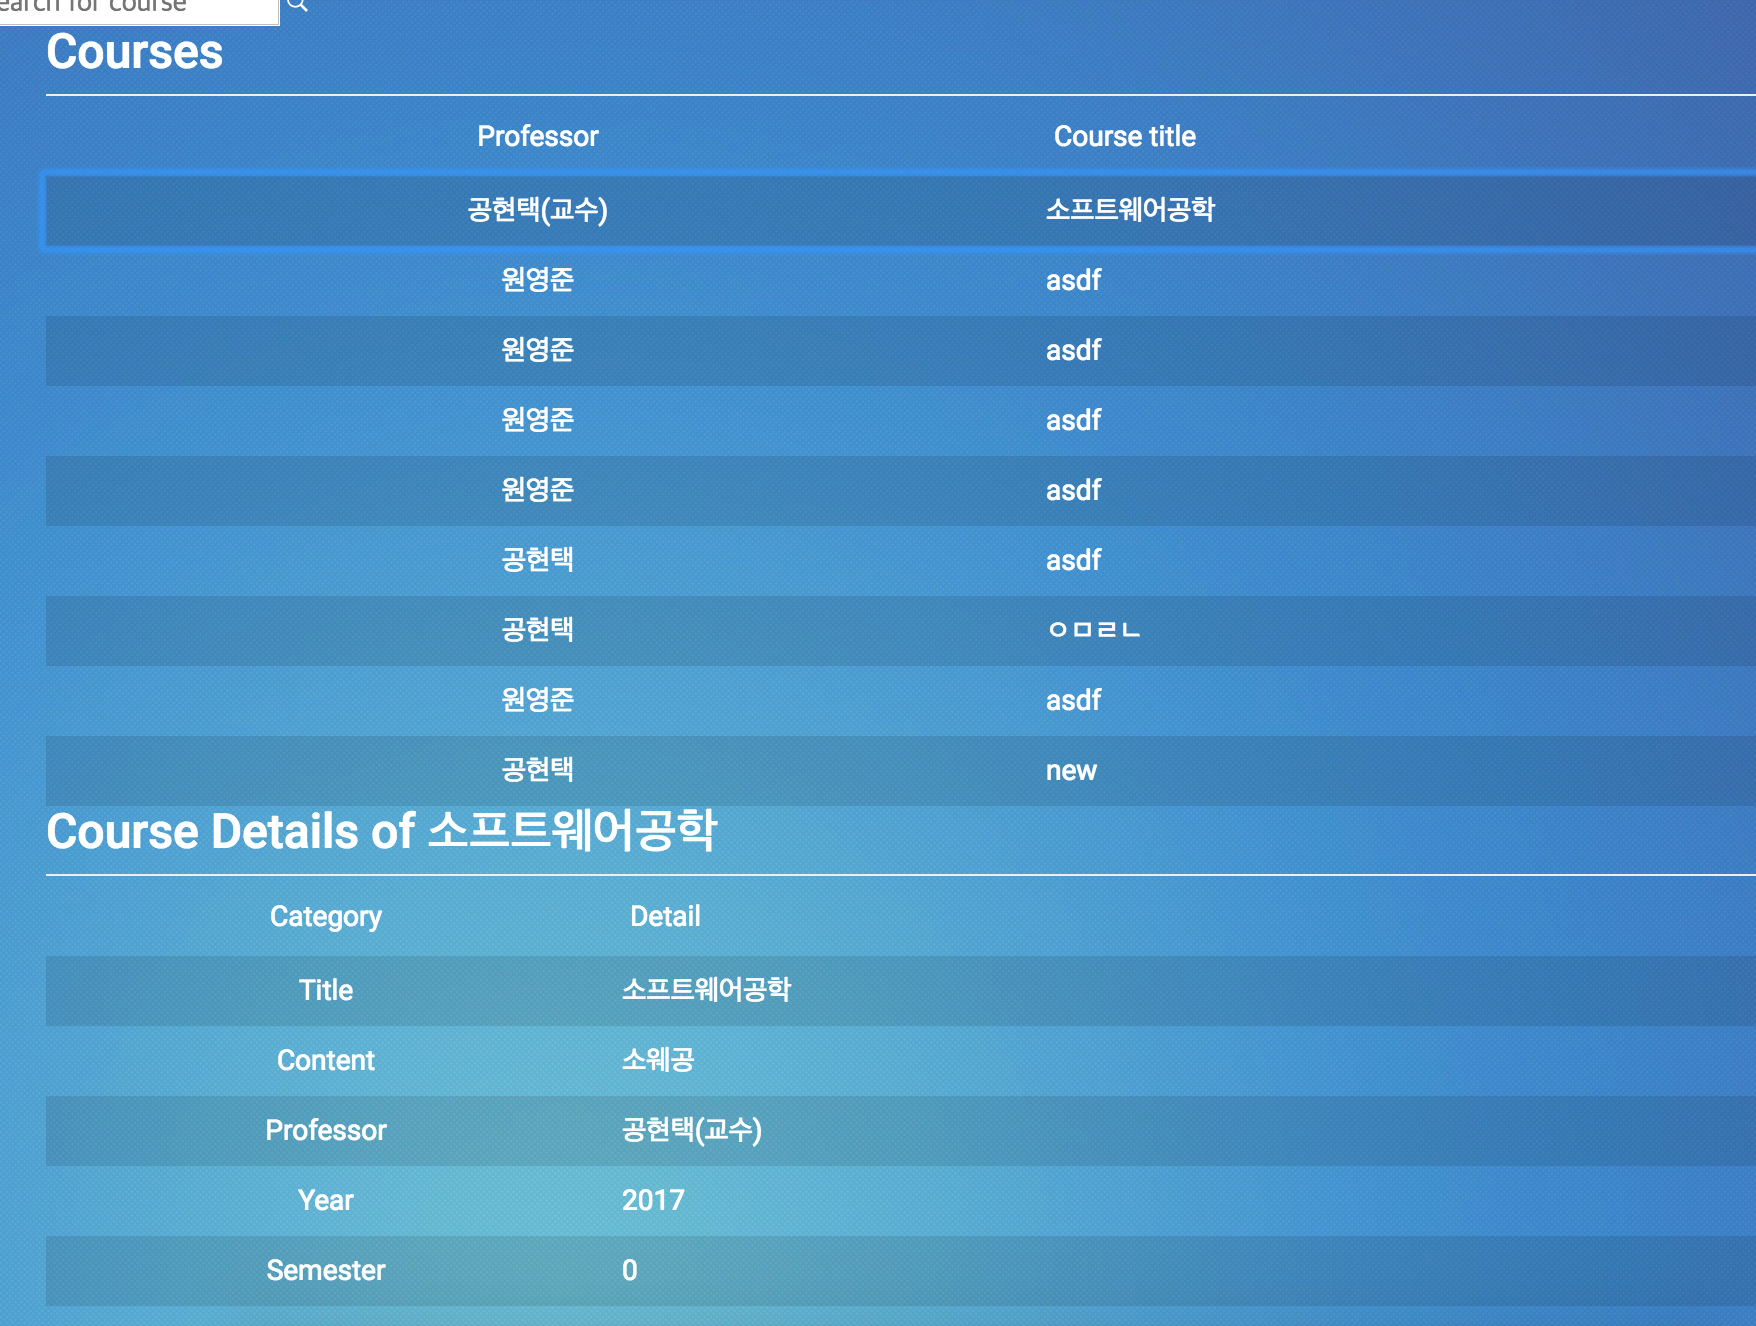 earch for course
Courses
Professor Course title
공현택(교수) 소프트웨어공학
원영준 asdf
원영준 asdf
원영준 asdf
원영준 asdf
공현택 asdf
공현택 ㅇㅁㄹㄴ
원영준 asdf
공현택 new
Course Details of 소프트웨어공학
Category Detail
Title 소프트웨어공학
Content 소웨공
Professor 공현택(교수)
Year 2017
Semester 0